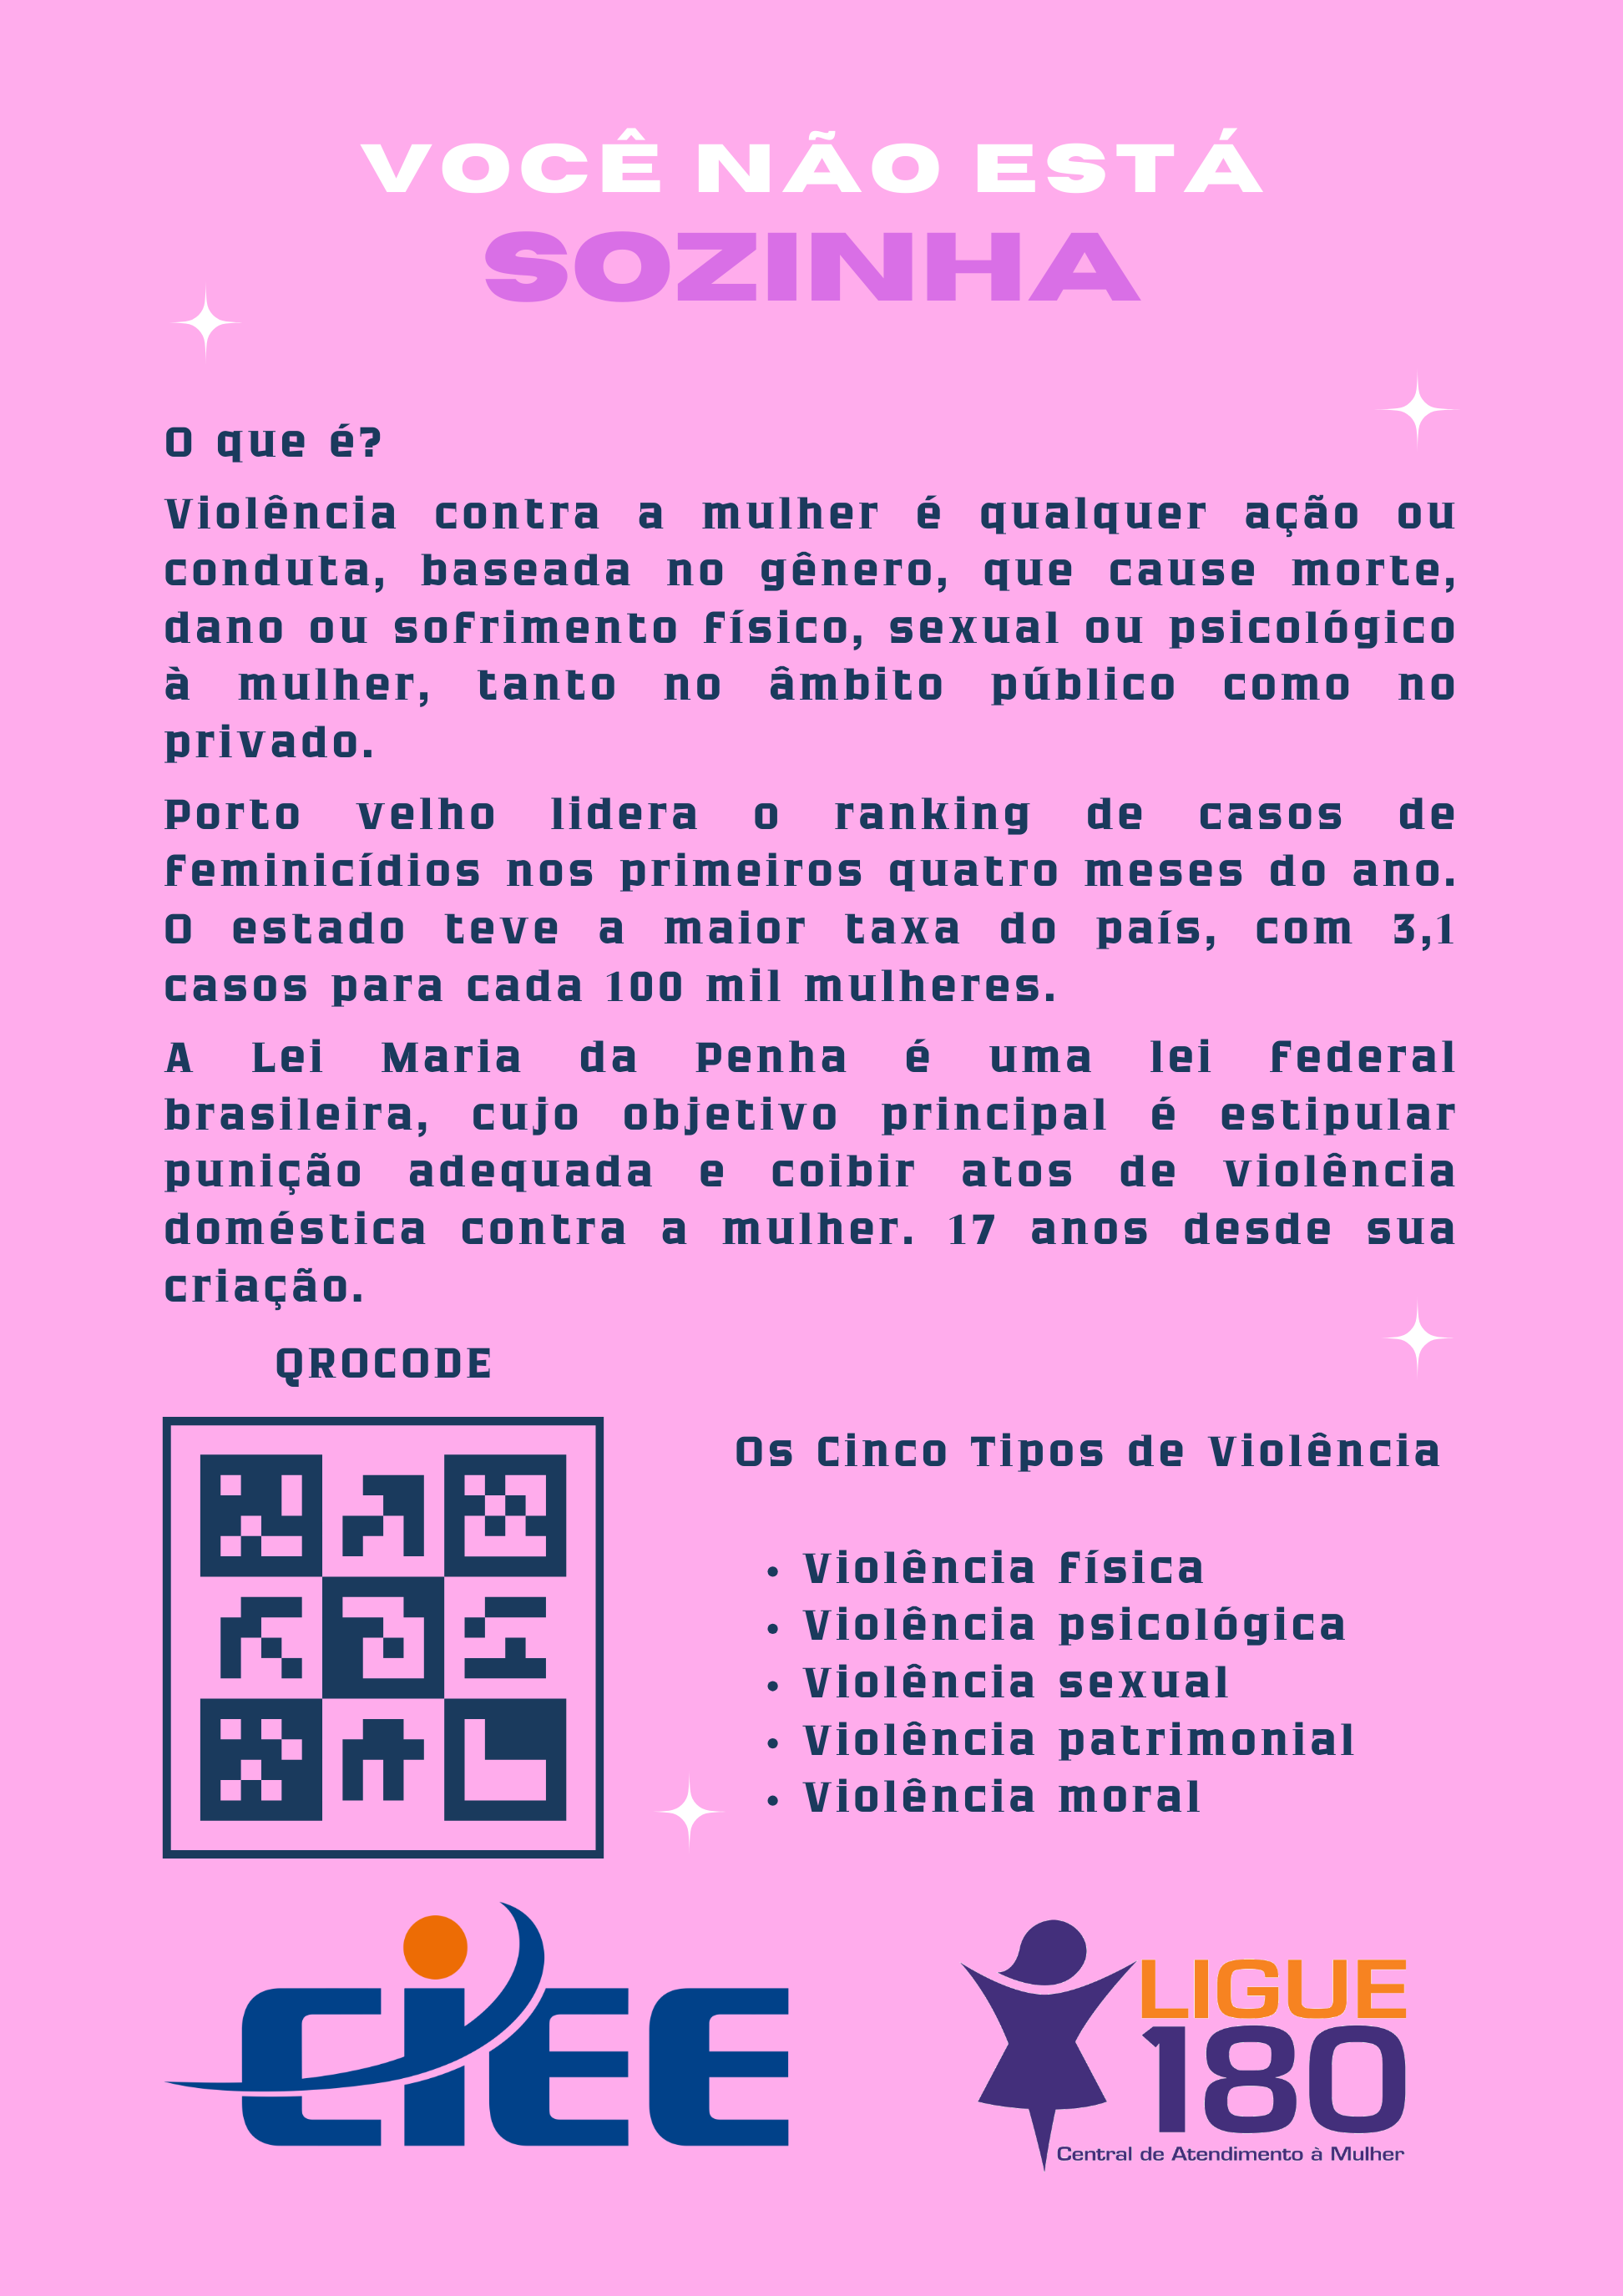 VOCÊ NÃO ESTÁ
SOZINHA
O que é?
Violência contra a mulher é qualquer ação ou
conduta, baseada no gênero, que cause morte,
dano ou sofrimento físico, sexual ou psicológico
à mulher, tanto no âmbito público como no
privado.
Porto velho lidera o ranking de casos de
feminicídios nos primeiros quatro meses do ano.
O estado teve a maior taxa do país, com 3,1
casos para cada 100 mil mulheres.
A Lei Maria da Penha é uma lei federal
brasileira, cujo objetivo principal é estipular
punição adequada e coibir atos de violência
doméstica contra a mulher. 17 anos desde sua
criação.
QROCODE
Os Cinco Tipos de Violência
• Violência física
• Violência psicológica
• Violência sexual
• Violência patrimonial
• Violência moral
CIEE
LIGUE
180
Central de Atendimento à Mulher